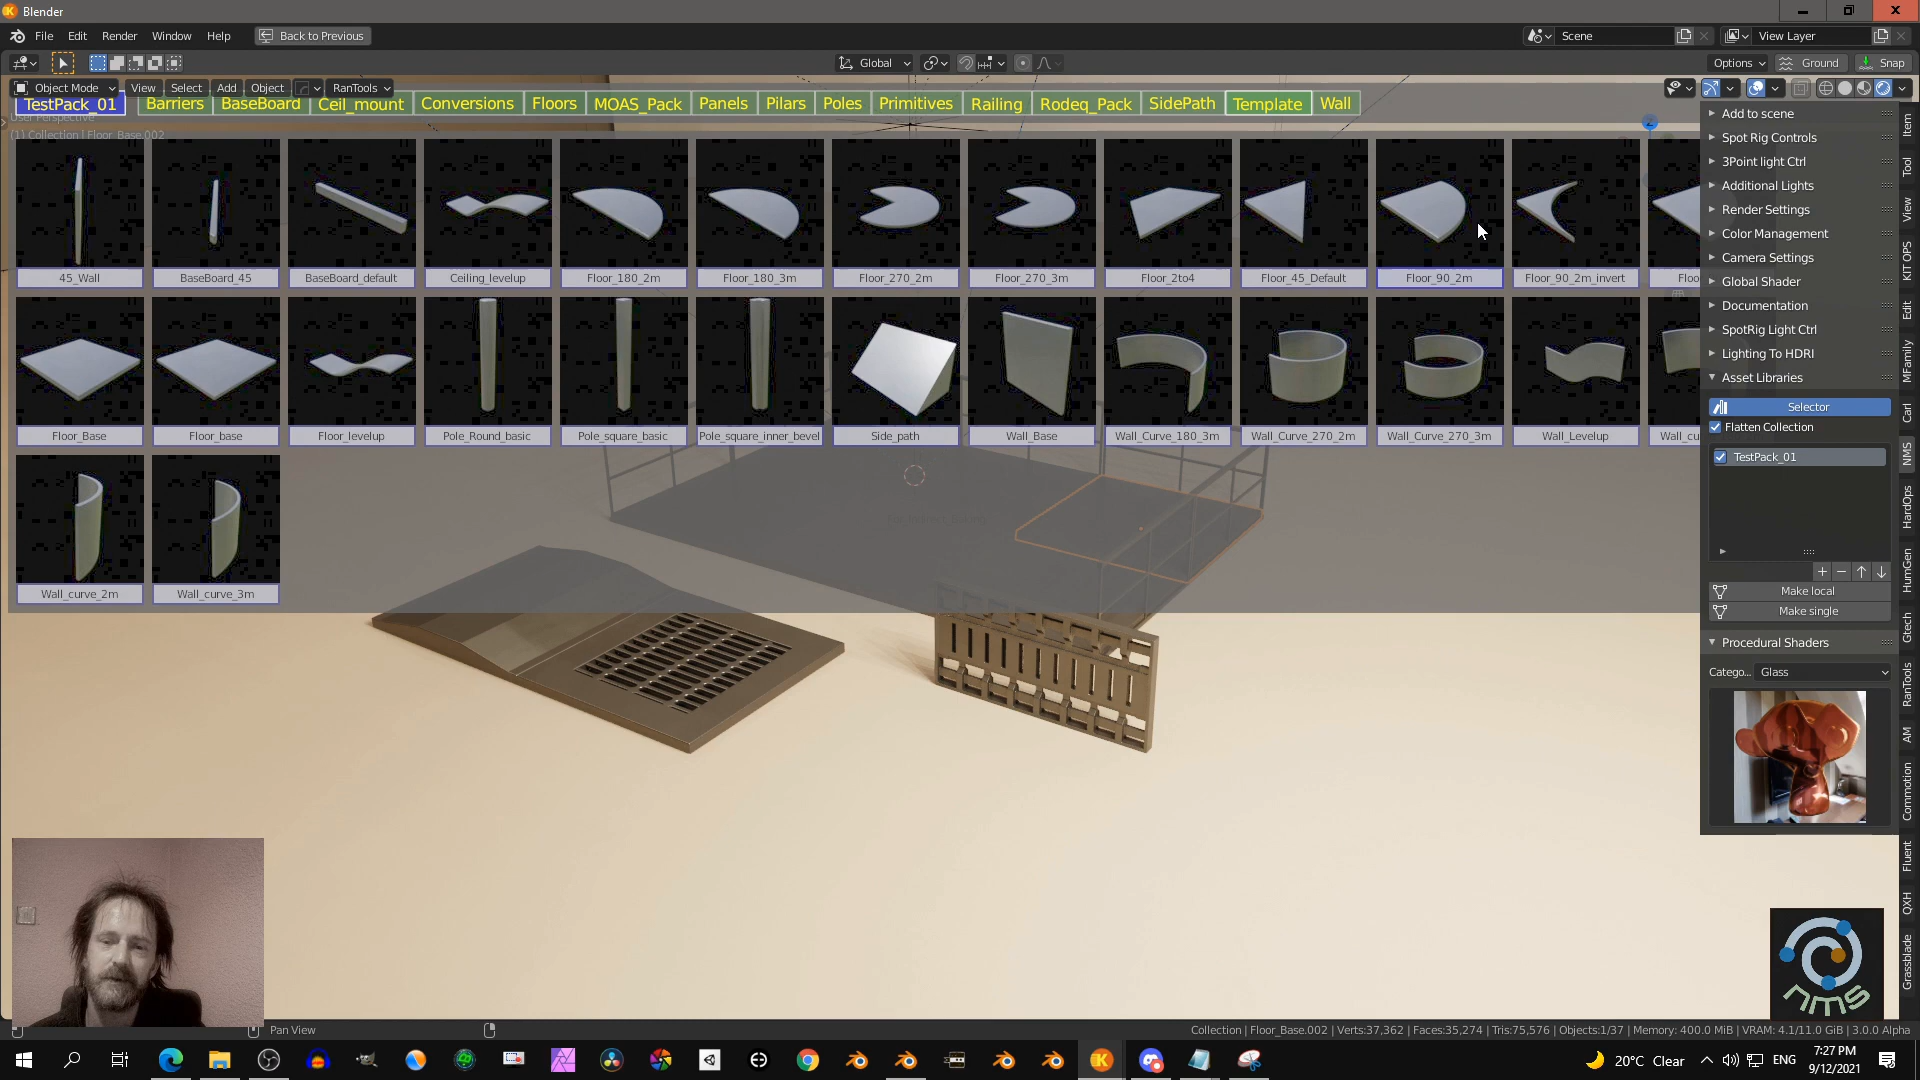 Blender
File Edit Render Window Help Back to Previous Scene View Layer
Global Options Ground Snap
Object Mode View Select Add Object RanTools
TestPack_01 Barriers BaseBoard Ceil_mount Conversions Floors MOAS_Pack Panels Pilars Poles Primitives Railing Rodeq_Pack SidePath Template Wall
User Perspective
(1) Collection | Floor_Base.002
45_Wall BaseBoard_45 BaseBoard_default Ceiling_levelup Floor_180_2m Floor_180_3m Floor_270_2m Floor_270_3m Floor_2to4 Floor_45_Default Floor_90_2m Floor_90_2m_invert Floo
Floor_Base Floor_base Floor_levelup Pole_Round_basic Pole_square_basic Pole_square_inner_bevel Side_path Wall_Base Wall_Curve_180_3m Wall_Curve_270_2m Wall_Curve_270_3m Wall_Levelup Wall_cu
Wall_curve_2m Wall_curve_3m
Add to scene
Spot Rig Controls
3Point light Ctrl
Additional Lights
Render Settings
Color Management
Camera Settings
Global Shader
Documentation
SpotRig Light Ctrl
Lighting To HDRI
Asset Libraries
Selector
Flatten Collection
TestPack_01
Make local
Make single
Procedural Shaders
Catego... Glass
Item
Tool
View
KIT OPS
Edit
MFamily
Carl
NMS
HardOps
HumGen
Gtech
RanTools
AM
Commotion
Fluent
QXH
Grassblade
nms
Pan View
Collection | Floor_Base.002 | Verts:37,362 | Faces:35,274 | Tris:75,576 | Objects:1/37 | Memory: 400.0 MiB | VRAM: 4.1/11.0 GiB | 3.0.0 Alpha
20°C Clear ENG 7:27 PM
9/12/2021